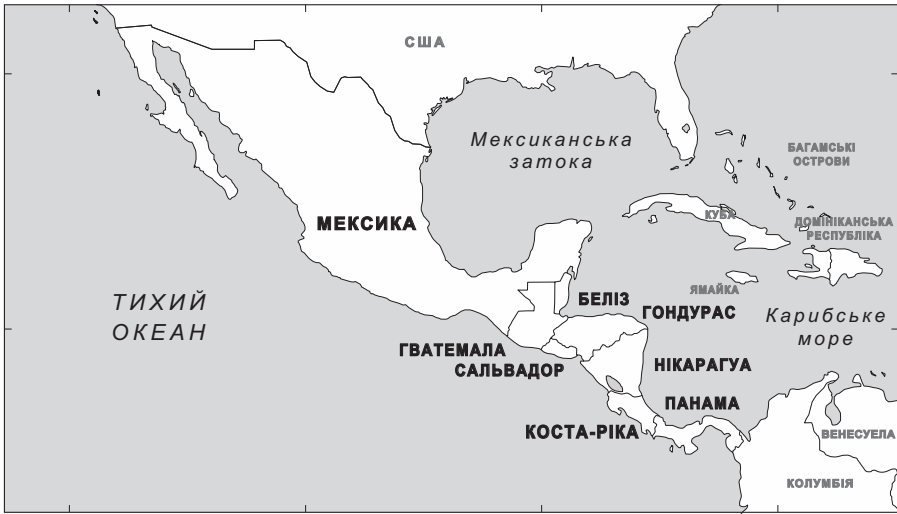 США
Мексиканська
затока
БАГАМСЬКІ
ОСТРОВИ
КУБА
ДОМІНІКАНСЬКА
РЕСПУБЛІКА
МЕКСИКА
ЯМАЙКА
ТИХИЙ
ОКЕАН
БЕЛІЗ
ГОНДУРАС
Карибське
море
ГВАТЕМАЛА
САЛЬВАДОР
НІКАРАГУА
ПАНАМА
КОСТА-РІКА
ВЕНЕСУЕЛА
КОЛУМБІЯ